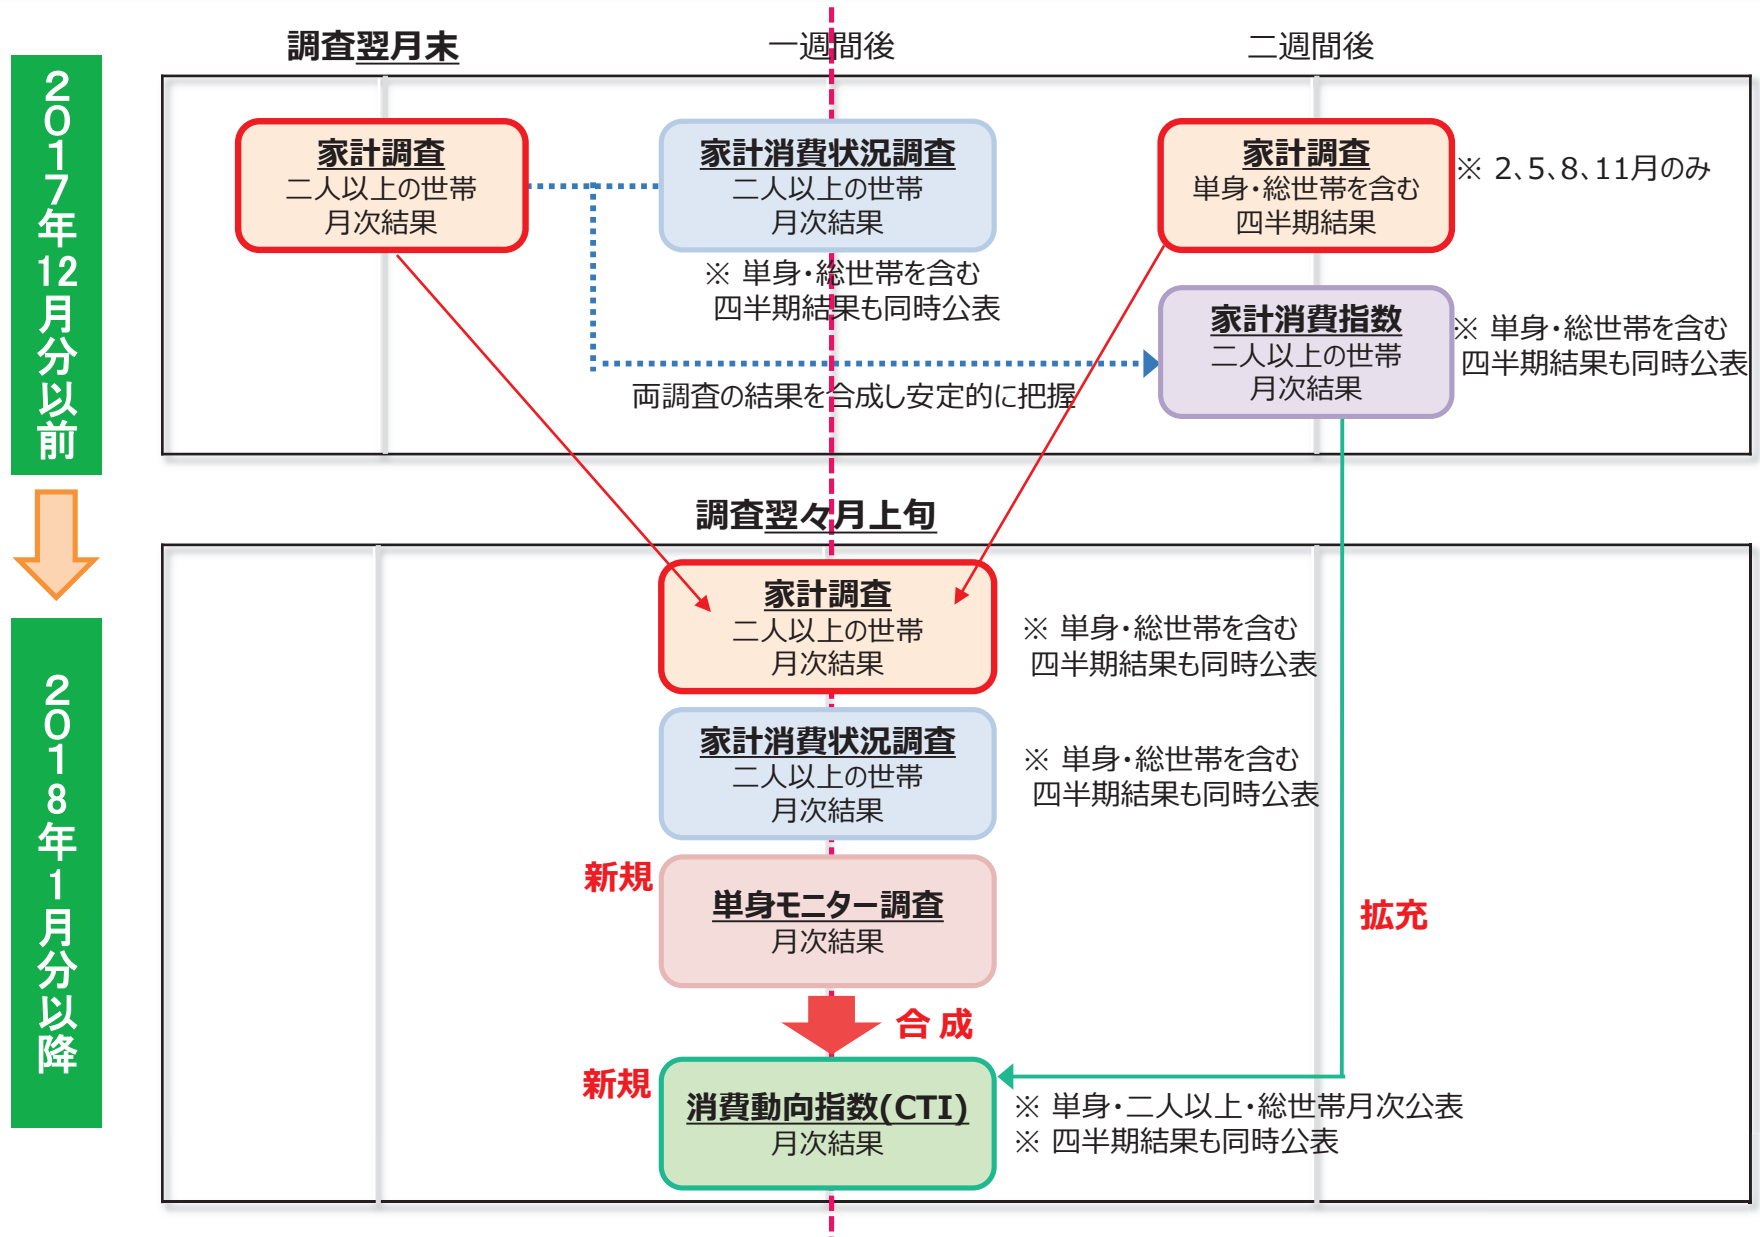 2017年12月分以前
調査翌月末
一週間後
二週間後
家計調査
二人以上の世帯
月次結果
家計消費状況調査
二人以上の世帯
月次結果
※ 単身・総世帯を含む
四半期結果も同時公表
家計調査
単身・総世帯を含む
四半期結果
※ 2、5、8、11月のみ
家計消費指数
二人以上の世帯
月次結果
※ 単身・総世帯を含む
四半期結果も同時公表
両調査の結果を合成し安定的に把握
2018年1月分以降
調査翌々月上旬
家計調査
二人以上の世帯
月次結果
※ 単身・総世帯を含む
四半期結果も同時公表
家計消費状況調査
二人以上の世帯
月次結果
※ 単身・総世帯を含む
四半期結果も同時公表
新規
単身モニター調査
月次結果
拡充
合 成
新規
消費動向指数(CTI)
月次結果
※ 単身・二人以上・総世帯月次公表
※ 四半期結果も同時公表